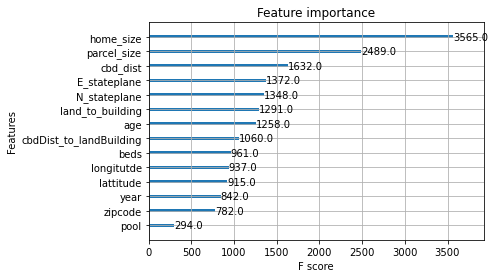 Feature importance
Features
home_size 3565.0
parcel_size 2489.0
cbd_dist 1632.0
E_stateplane 1372.0
N_stateplane 1348.0
land_to_building 1291.0
age 1258.0
cbdDist_to_landBuilding 1060.0
beds 961.0
longitutde 937.0
lattitude 915.0
year 842.0
zipcode 782.0
pool 294.0
0 500 1000 1500 2000 2500 3000 3500
F score